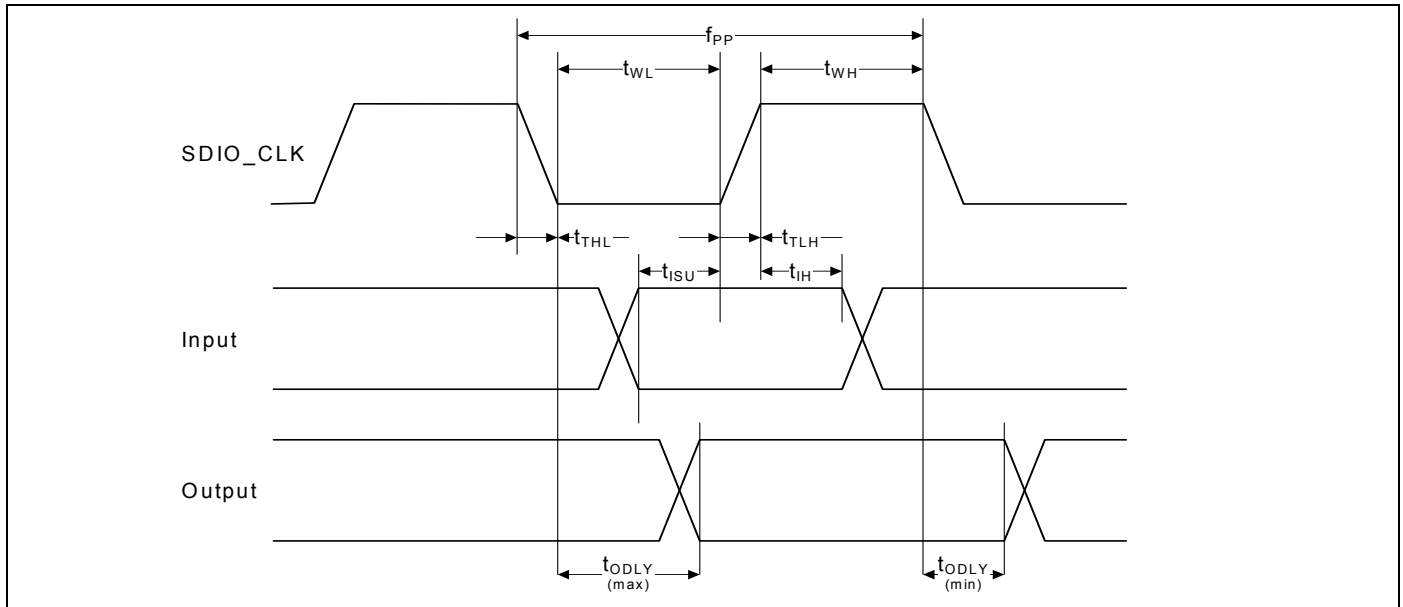 fPP
tWL tWH
SDIO_CLK
tTHL tTLH
tISU tIH
Input
Output
tODLY tODLY
(max) (min)